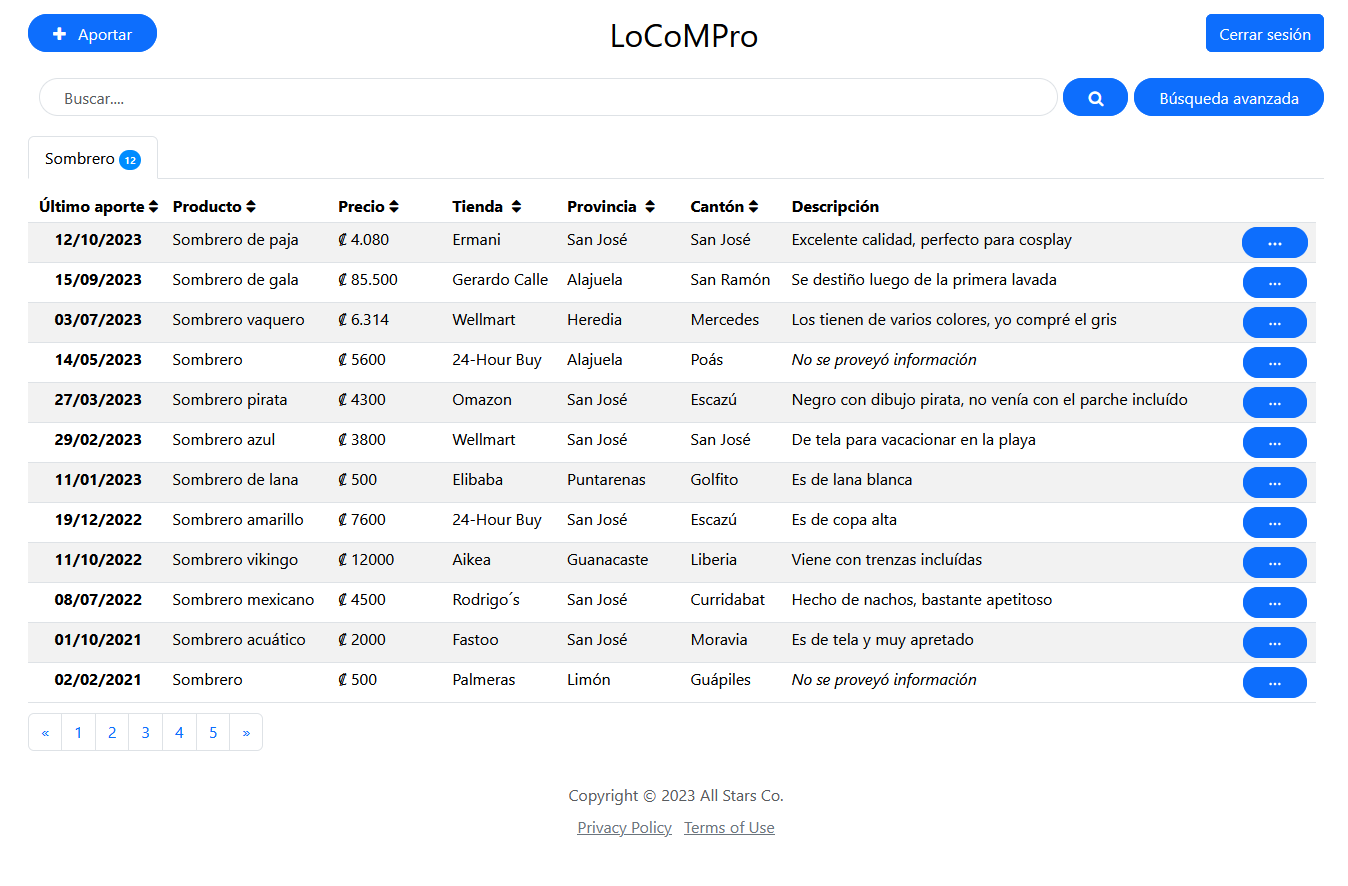 Aportar
LoCoMPro
Cerrar sesión
Buscar....
Búsqueda avanzada
Sombrero 12
Último aporte Producto Precio Tienda Provincia Cantón Descripción
12/10/2023 Sombrero de paja ₡ 4.080 Ermani San José San José Excelente calidad, perfecto para cosplay ...
15/09/2023 Sombrero de gala ₡ 85.500 Gerardo Calle Alajuela San Ramón Se destiño luego de la primera lavada ...
03/07/2023 Sombrero vaquero ₡ 6.314 Wellmart Heredia Mercedes Los tienen de varios colores, yo compré el gris ...
14/05/2023 Sombrero ₡ 5600 24-Hour Buy Alajuela Poás No se proveyó información ...
27/03/2023 Sombrero pirata ₡ 4300 Omazon San José Escazú Negro con dibujo pirata, no venía con el parche incluído ...
29/02/2023 Sombrero azul ₡ 3800 Wellmart San José San José De tela para vacacionar en la playa ...
11/01/2023 Sombrero de lana ₡ 500 Elibaba Puntarenas Golfito Es de lana blanca ...
19/12/2022 Sombrero amarillo ₡ 7600 24-Hour Buy San José Escazú Es de copa alta ...
11/10/2022 Sombrero vikingo ₡ 12000 Aikea Guanacaste Liberia Viene con trenzas incluídas ...
08/07/2022 Sombrero mexicano ₡ 4500 Rodrigo´s San José Curridabat Hecho de nachos, bastante apetitoso ...
01/10/2021 Sombrero acuático ₡ 2000 Fastoo San José Moravia Es de tela y muy apretado ...
02/02/2021 Sombrero ₡ 500 Palmeras Limón Guápiles No se proveyó información ...
« 1 2 3 4 5 »
Copyright © 2023 All Stars Co.
Privacy Policy Terms of Use